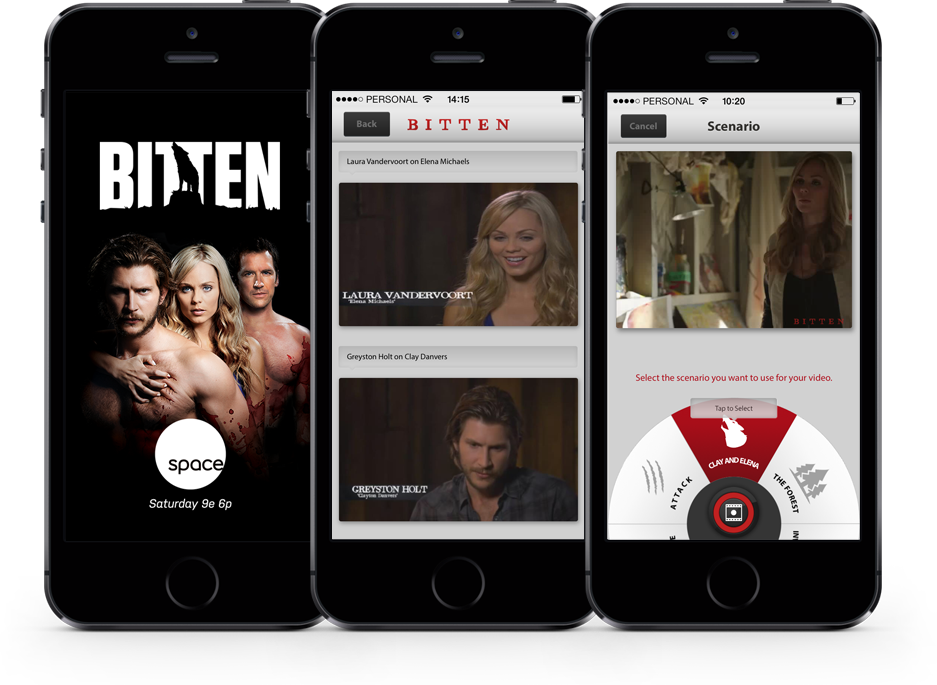 BITTEN
space
Saturday 9e 6p
PERSONAL 14:15
Back
BITTEN
Laura Vandervoort on Elena Michaels
LAURA VANDERVOORT
"Elena Michaels"
Greyston Holt on Clay Danvers
GREYSTON HOLT
"Clayton Danvers"
PERSONAL 10:20
Cancel
Scenario
BITTEN
Select the scenario you want to use for your video.
Tap to Select
CLAY AND ELENA
ATTACK
THE FOREST